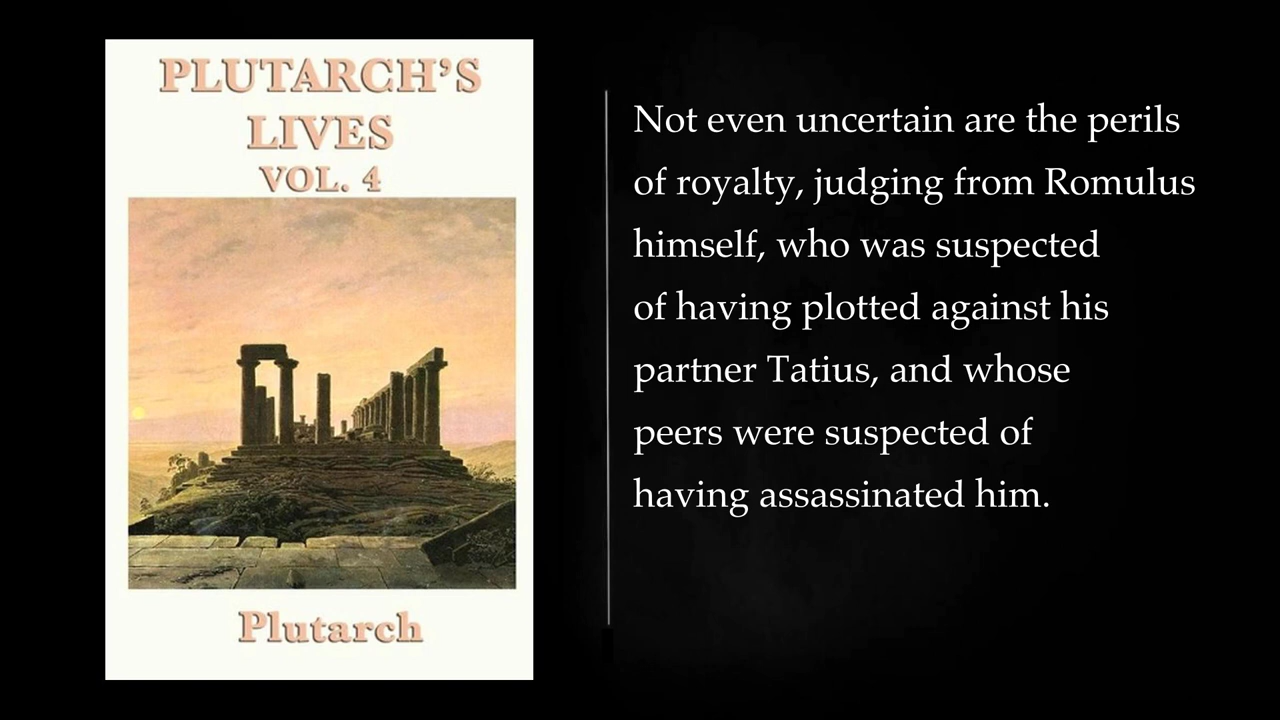 PLUTARCH'S
LIVES
VOL. 4
Plutarch
Not even uncertain are the perils
of royalty, judging from Romulus
himself, who was suspected
of having plotted against his
partner Tatius, and whose
peers were suspected of
having assassinated him.